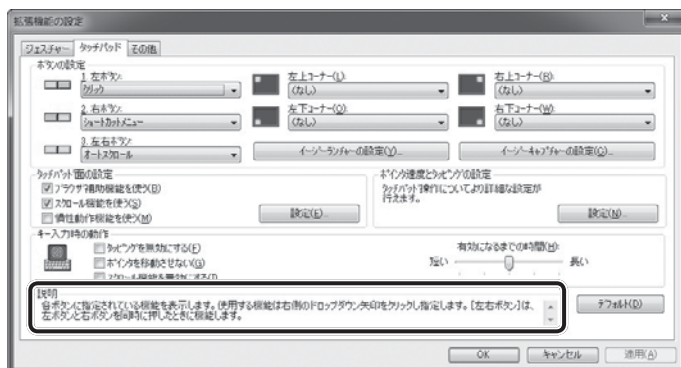 拡張機能の設定
ジェスチャー タッチパッド その他
ボタンの設定
1. 左ボタン:
クリック
左上コーナー(L):
(なし)
右上コーナー(R):
(なし)
2. 右ボタン:
ショートカットメニュー
左下コーナー(O):
(なし)
右下コーナー(W):
(なし)
3. 左右ボタン:
オートスクロール
イージーランチャーの設定(Y)...
イージーキャプチャーの設定(C)...
タッチパッド面の設定
ブラウザ補助機能を使う(B)
スクロール機能を使う(S)
慣性動作機能を使う(M)
設定(E)...
ポインタ速度とタッピングの設定
タッチパッド操作についてより詳細な設定が
行えます。
設定(N)...
キー入力時の動作
タッピングを無効にする(F)
ポインタを移動させない(G)
スクロール機能を無効にする(T)
有効になるまでの時間(H):
短い
長い
説明
各ボタンに指定されている機能を表示します。使用する機能は右側のドロップダウン矢印をクリックし指定します。[左右ボタン]は、
左ボタンと右ボタンを同時に押したときに機能します。
デフォルト(D)
OK キャンセル 適用(A)